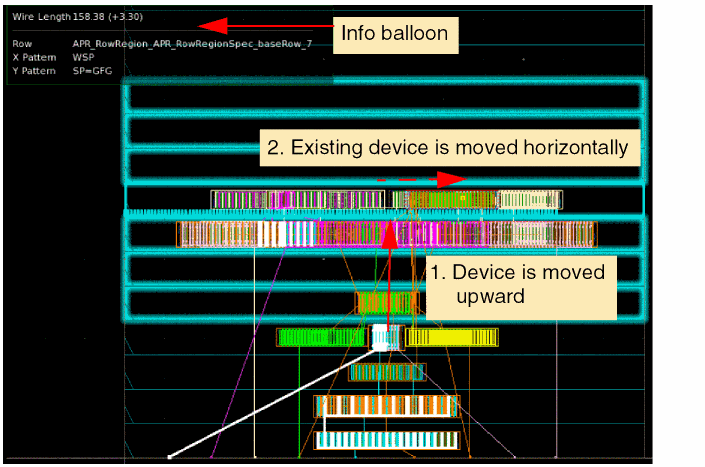 Wire Length 158.38 (+3.30)
Info balloon
Row APR_RowRegion_APR_RowRegionSpec_baseRow_7
X Pattern WSP
Y Pattern SP=GFG
2. Existing device is moved horizontally
1. Device is moved
upward